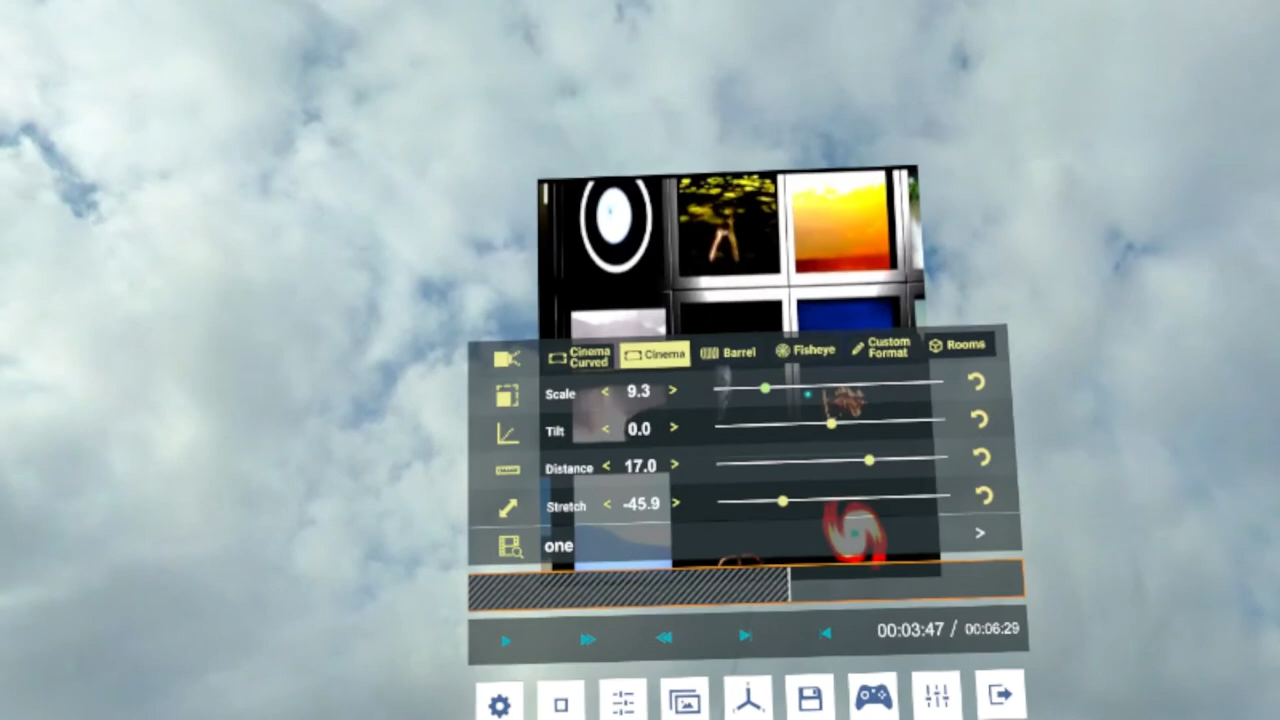 Cinema Curved
Cinema
Barrel
Fisheye
Custom Format
Rooms
Scale < 9.3 >
Tilt < 0.0 >
Distance < 17.0 >
Stretch < -45.9 >
one >
00:03:47 / 00:06:29